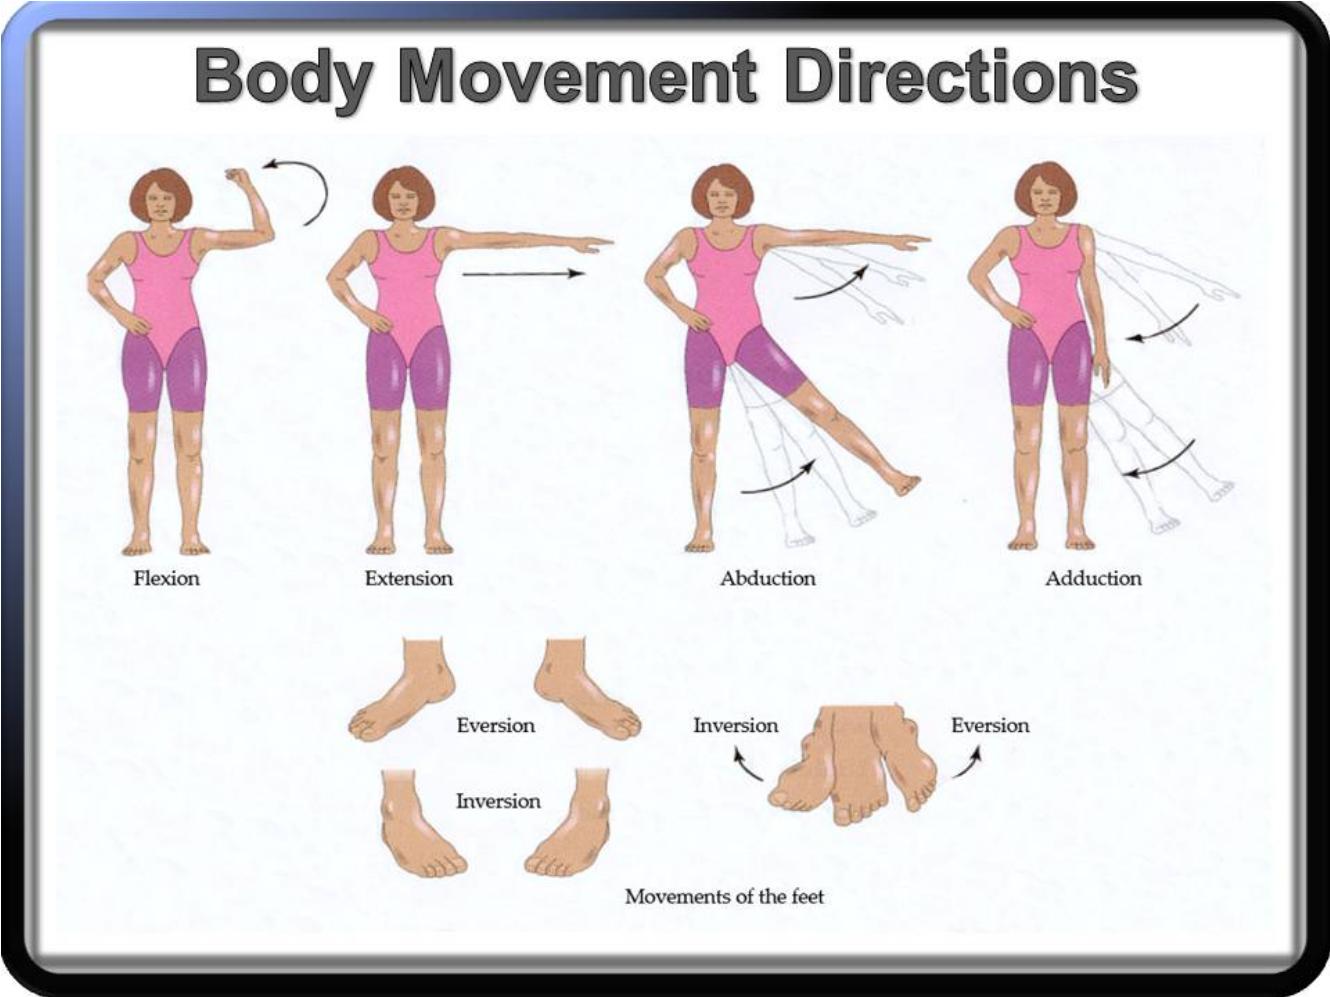 Body Movement Directions
Flexion
Extension
Abduction
Adduction
Eversion
Inversion
Inversion
Eversion
Movements of the feet